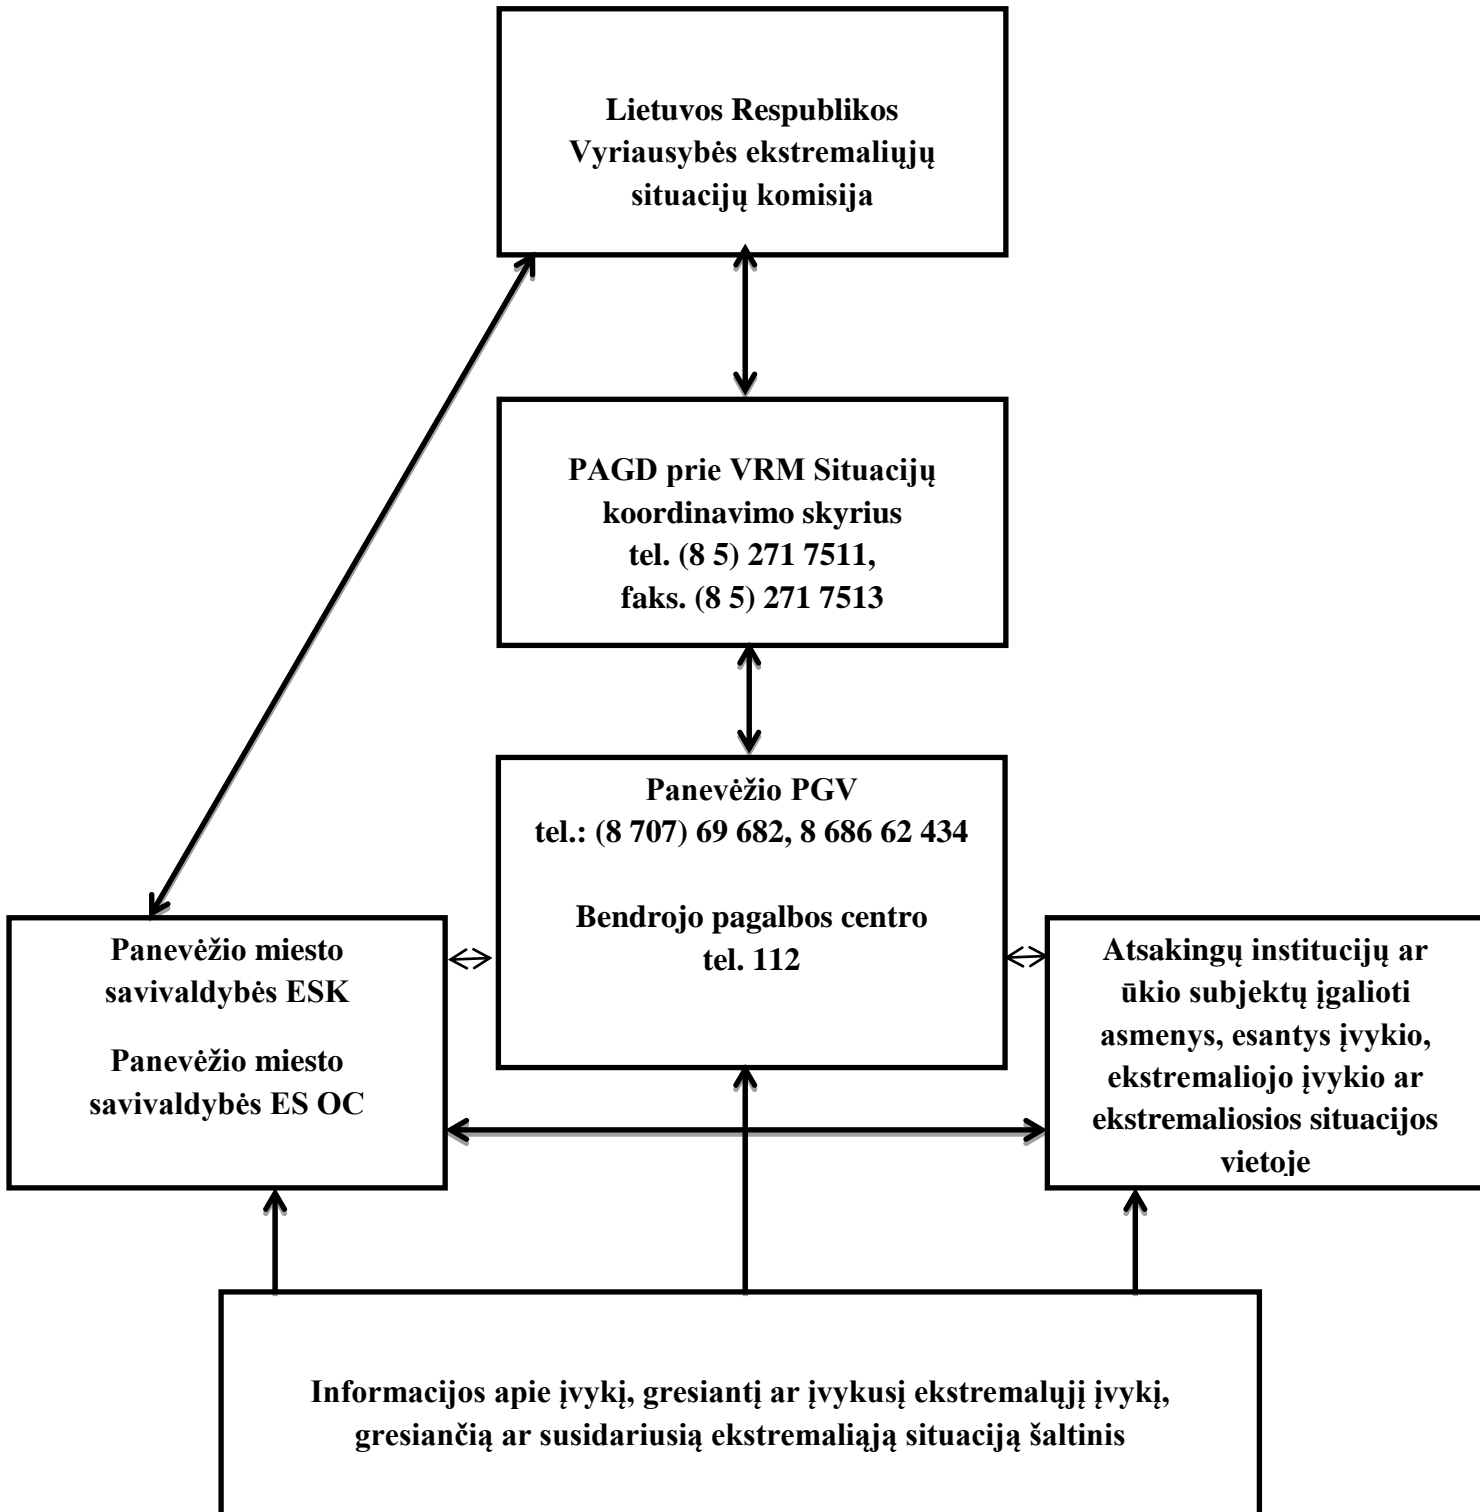 Lietuvos Respublikos
Vyriausybės ekstremaliųjų
situacijų komisija
PAGD prie VRM Situacijų
koordinavimo skyrius
tel. (8 5) 271 7511,
faks. (8 5) 271 7513
Panevėžio PGV
tel.: (8 707) 69 682, 8 686 62 434
Bendrojo pagalbos centro
tel. 112
Panevėžio miesto
savivaldybės ESK
Panevėžio miesto
savivaldybės ES OC
Atsakingų institucijų ar
ūkio subjektų įgalioti
asmenys, esantys įvykio,
ekstremaliojo įvykio ar
ekstremaliosios situacijos
vietoje
Informacijos apie įvykį, gresiantį ar įvykusį ekstremalųjį įvykį,
gresiančią ar susidariusią ekstremaliąją situaciją šaltinis